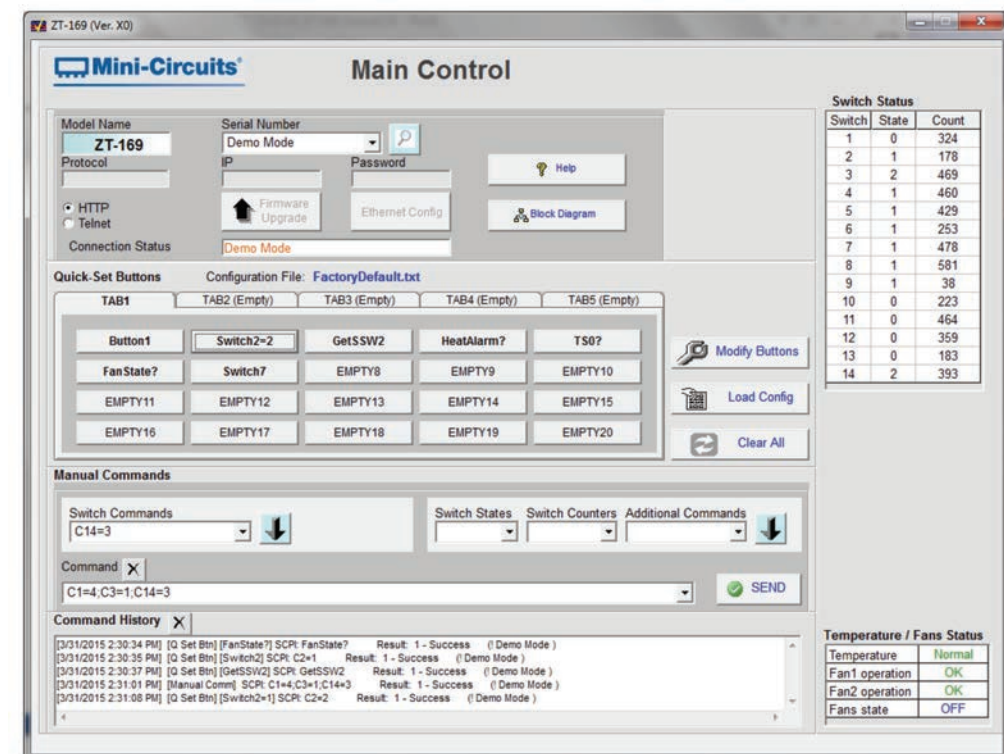 ZT-169 (Ver. X0)
Mini-Circuits®
Main Control
Model Name
Serial Number
ZT-169
Demo Mode
Protocol
IP
Password
Help
HTTP
Telnet
Firmware
Upgrade
Ethernet Config
Block Diagram
Connection Status
Demo Mode
Quick-Set Buttons
Configuration File: FactoryDefault.txt
TAB1
TAB2 (Empty)
TAB3 (Empty)
TAB4 (Empty)
TAB5 (Empty)
Button1
Switch2=2
GetSSW2
HeatAlarm?
TS0?
FanState?
Switch7
EMPTY8
EMPTY9
EMPTY10
EMPTY11
EMPTY12
EMPTY13
EMPTY14
EMPTY15
EMPTY16
EMPTY17
EMPTY18
EMPTY19
EMPTY20
Modify Buttons
Load Config
Clear All
Manual Commands
Switch Commands
C14=3
Switch States
Switch Counters
Additional Commands
Command X
C1=4;C3=1;C14=3
SEND
Command History X
[3/31/2015 2:30:34 PM] [Q Set Btn] [FanState?] SCPI: FanState? Result: 1 - Success (! Demo Mode )
[3/31/2015 2:30:35 PM] [Q Set Btn] [Switch2] SCPI: C2=1 Result: 1 - Success (! Demo Mode )
[3/31/2015 2:30:37 PM] [Q Set Btn] [GetSSW2] SCPI: GetSSW2 Result: 1 - Success (! Demo Mode )
[3/31/2015 2:31:01 PM] [Manual Comm] SCPI: C1=4;C3=1;C14=3 Result: 1 - Success (! Demo Mode )
[3/31/2015 2:31:08 PM] [Q Set Btn] [Switch2=1] SCPI: C2=2 Result: 1 - Success (! Demo Mode )
Switch Status
Switch State Count
1 0 324
2 1 178
3 2 469
4 1 460
5 1 429
6 1 253
7 1 478
8 1 581
9 1 38
10 0 223
11 0 464
12 0 359
13 0 183
14 2 393
Temperature / Fans Status
Temperature Normal
Fan1 operation OK
Fan2 operation OK
Fans state OFF